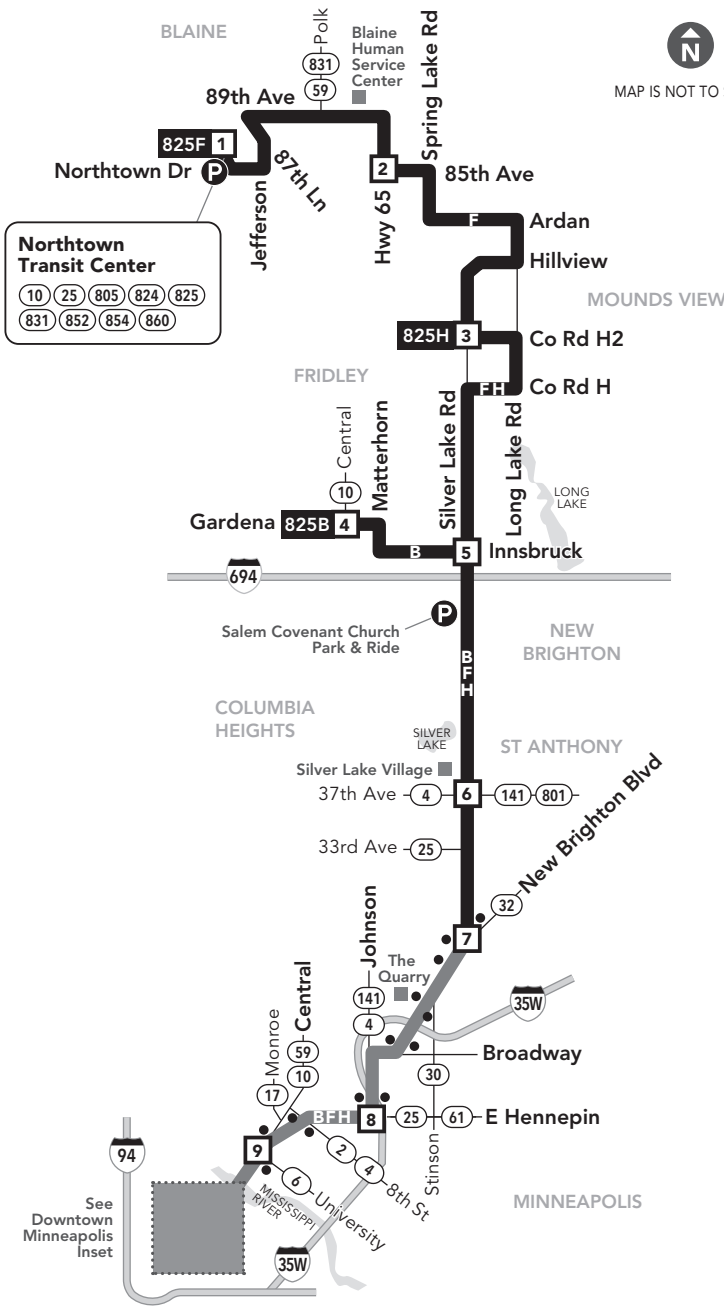 BLAINE
Polk
831
59
Blaine
Human
Service
Center
Spring Lake Rd
N
MAP IS NOT TO
89th Ave
825F 1
Northtown Dr P
Jefferson
87th Ln
2
Hwy 65
85th Ave
F
Ardan
Hillview
Northtown
Transit Center
10 25 805 824 825
831 852 854 860
MOUNDS VIEW
825H 3
Co Rd H2
FRIDLEY
FH
Co Rd H
Central
10
Matterhorn
Silver Lake Rd
Long Lake Rd
LONG
LAKE
Gardena 825B 4
B
5
Innsbruck
694
P
Salem Covenant Church
Park & Ride
NEW
BRIGHTON
B
F
H
COLUMBIA
HEIGHTS
SILVER
LAKE
ST ANTHONY
Silver Lake Village
37th Ave 4 6 141 801
33rd Ave 25
New Brighton Blvd
32
7
Johnson
The
Quarry
141
4
35W
Central
59
10
Monroe
17
Broadway
30
BFH
8
25 61 E Hennepin
9
94
2
4
8th St
Stinson
6
University
MISSISSIPPI
RIVER
MINNEAPOLIS
See
Downtown
Minneapolis
Inset
35W